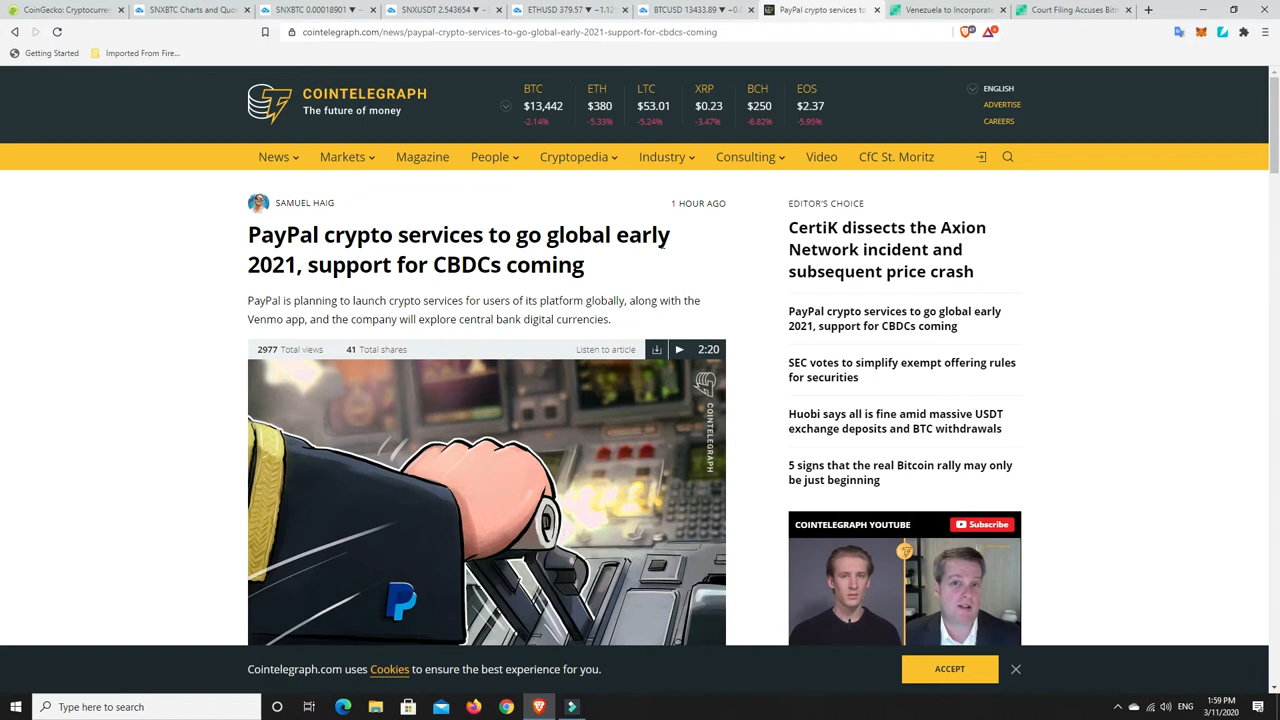 CoinGecko: Cryptocurren
SNXBTC Charts and Quo
SNXBTC 0.00018901
SNXUSDT 2.543654
ETHUSD 379.57 −1.12
BTCUSD 13433.89
PayPal crypto services to
Venezuela to Incorporate
Court Filing Accuses Bitm
cointelegraph.com/news/paypal-crypto-services-to-go-global-early-2021-support-for-cbdcs-coming
Getting Started
Imported From Fire...
COINTELEGRAPH
The future of money
BTC ETH LTC XRP BCH EOS
$13,442 $380 $53.01 $0.23 $250 $2.37
-2.14% -5.33% -5.24% -3.47% -6.82% -5.95%
ENGLISH
ADVERTISE
CAREERS
News Markets Magazine People Cryptopedia Industry Consulting Video CfC St. Moritz
SAMUEL HAIG
1 HOUR AGO
PayPal crypto services to go global early
2021, support for CBDCs coming
PayPal is planning to launch crypto services for users of its platform globally, along with the
Venmo app, and the company will explore central bank digital currencies.
2977 Total views 41 Total shares
Listen to article 2:20
COINTELEGRAPH
EDITOR'S CHOICE
CertiK dissects the Axion
Network incident and
subsequent price crash
PayPal crypto services to go global early
2021, support for CBDCs coming
SEC votes to simplify exempt offering rules
for securities
Huobi says all is fine amid massive USDT
exchange deposits and BTC withdrawals
5 signs that the real Bitcoin rally may only
be just beginning
COINTELEGRAPH YOUTUBE
Subscribe
Cointelegraph.com uses Cookies to ensure the best experience for you.
ACCEPT
Type here to search
ENG
1:59 PM
3/11/2020